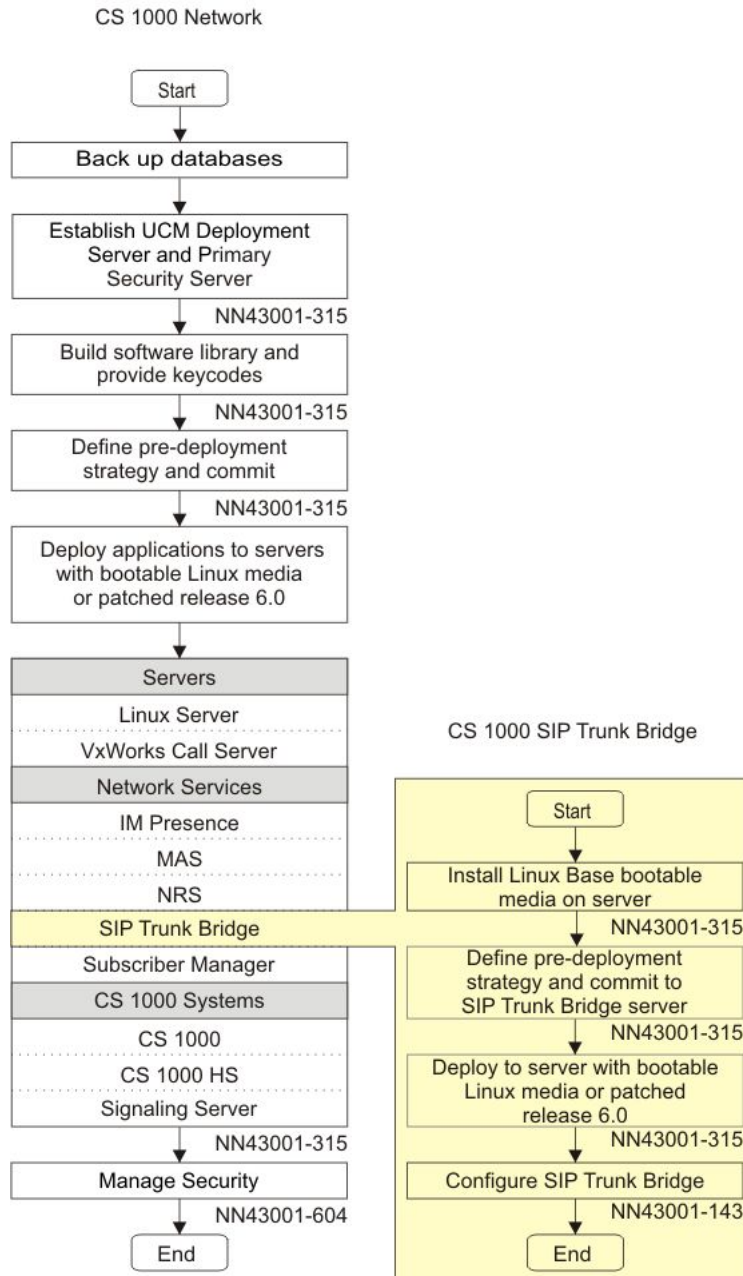 CS 1000 Network
Start
Back up databases
Establish UCM Deployment
Server and Primary
Security Server
NN43001-315
Build software library and
provide keycodes
NN43001-315
Define pre-deployment
strategy and commit
NN43001-315
Deploy applications to servers
with bootable Linux media
or patched release 6.0
Servers
Linux Server
VxWorks Call Server
Network Services
IM Presence
MAS
NRS
SIP Trunk Bridge
Subscriber Manager
CS 1000 Systems
CS 1000
CS 1000 HS
Signaling Server
NN43001-315
Manage Security
NN43001-604
End
CS 1000 SIP Trunk Bridge
Start
Install Linux Base bootable
media on server
NN43001-315
Define pre-deployment
strategy and commit to
SIP Trunk Bridge server
NN43001-315
Deploy to server with bootable
Linux media or patched
release 6.0
NN43001-315
Configure SIP Trunk Bridge
NN43001-143
End